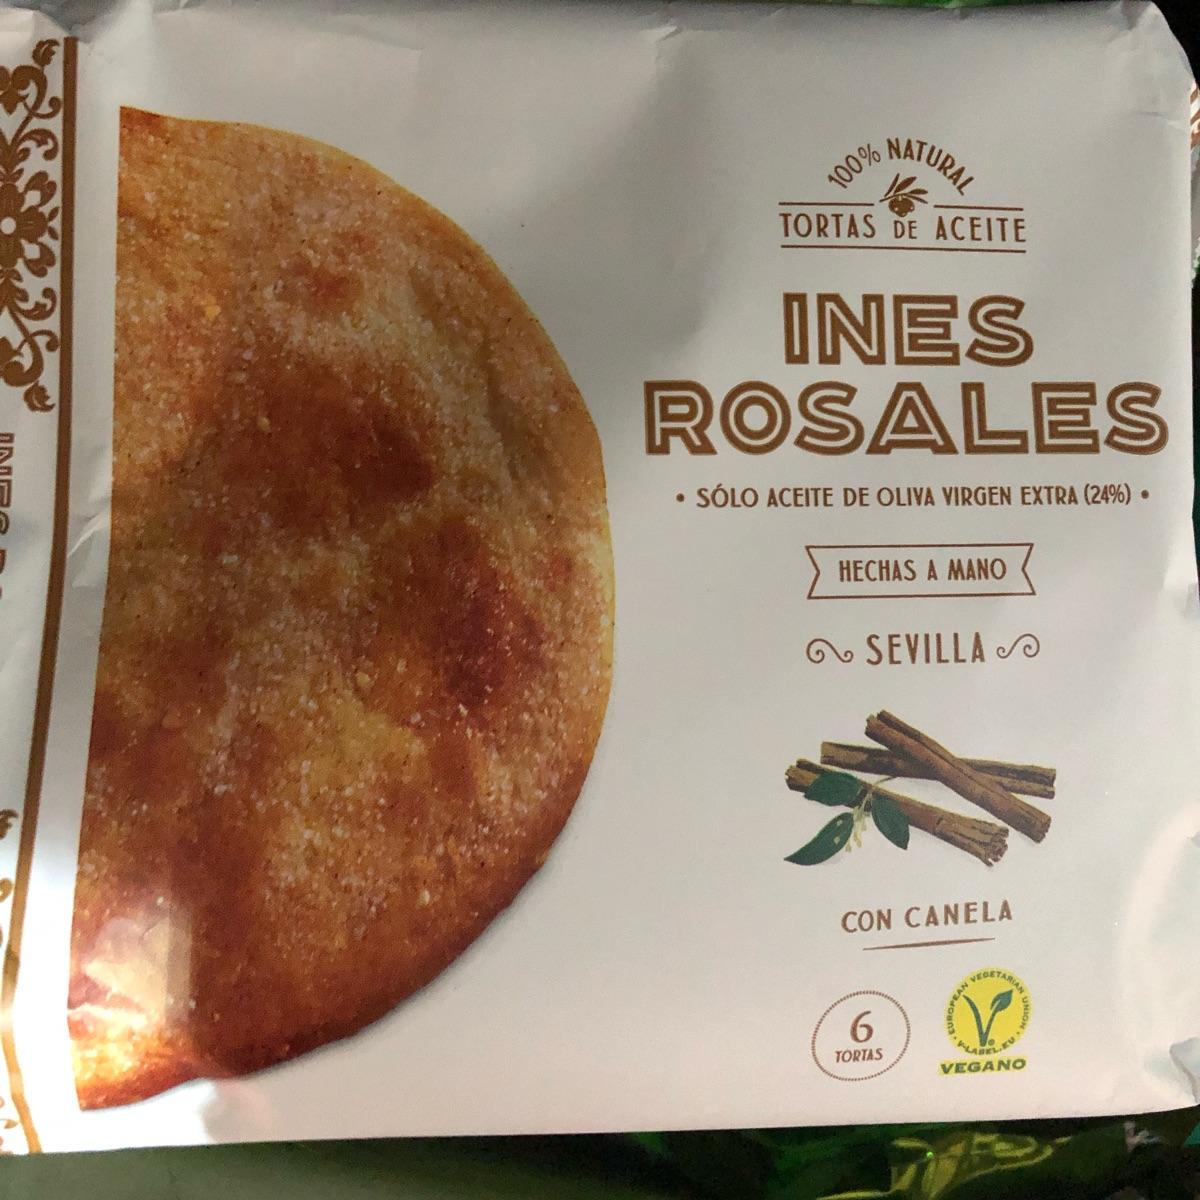 100% NATURAL
TORTAS DE ACEITE
INES
ROSALES
• SÓLO ACEITE DE OLIVA VIRGEN EXTRA (24%) •
HECHAS A MANO
SEVILLA
CON CANELA
6
TORTAS
EUROPEAN VEGETARIAN UNION
• V-LABEL.EU •
VEGANO